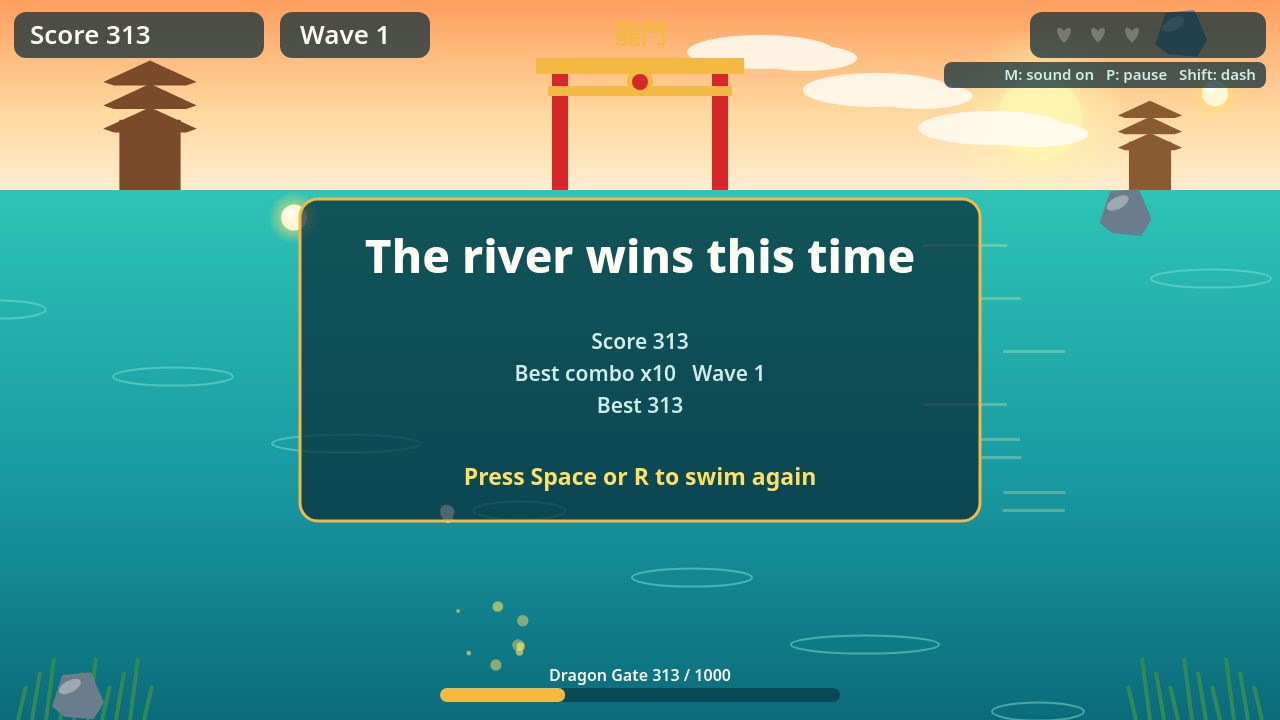 Score 313
Wave 1
龍門
M: sound on P: pause Shift: dash
The river wins this time
Score 313
Best combo x10 Wave 1
Best 313
Press Space or R to swim again
Dragon Gate 313 / 1000